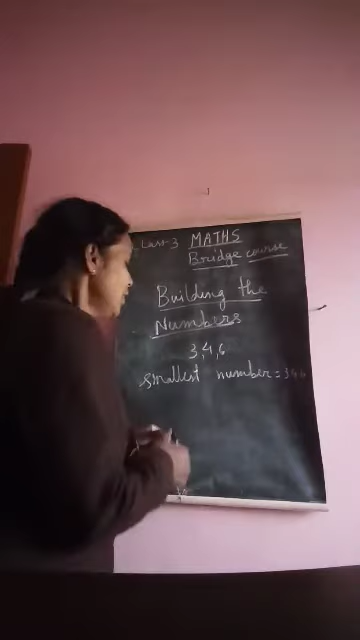 Class-3 MATHS
Bridge course
Building the
Numbers
3,4,6
smallest number = 346